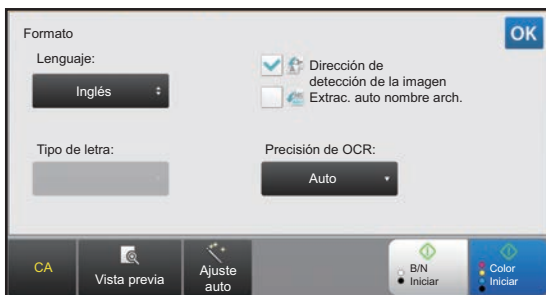 Formato
OK
Lenguaje:
Inglés
Dirección de
detección de la imagen
Extrac. auto nombre arch.
Tipo de letra:
Precisión de OCR:
Auto
CA
Vista previa
Ajuste
auto
B/N
Iniciar
Color
Iniciar